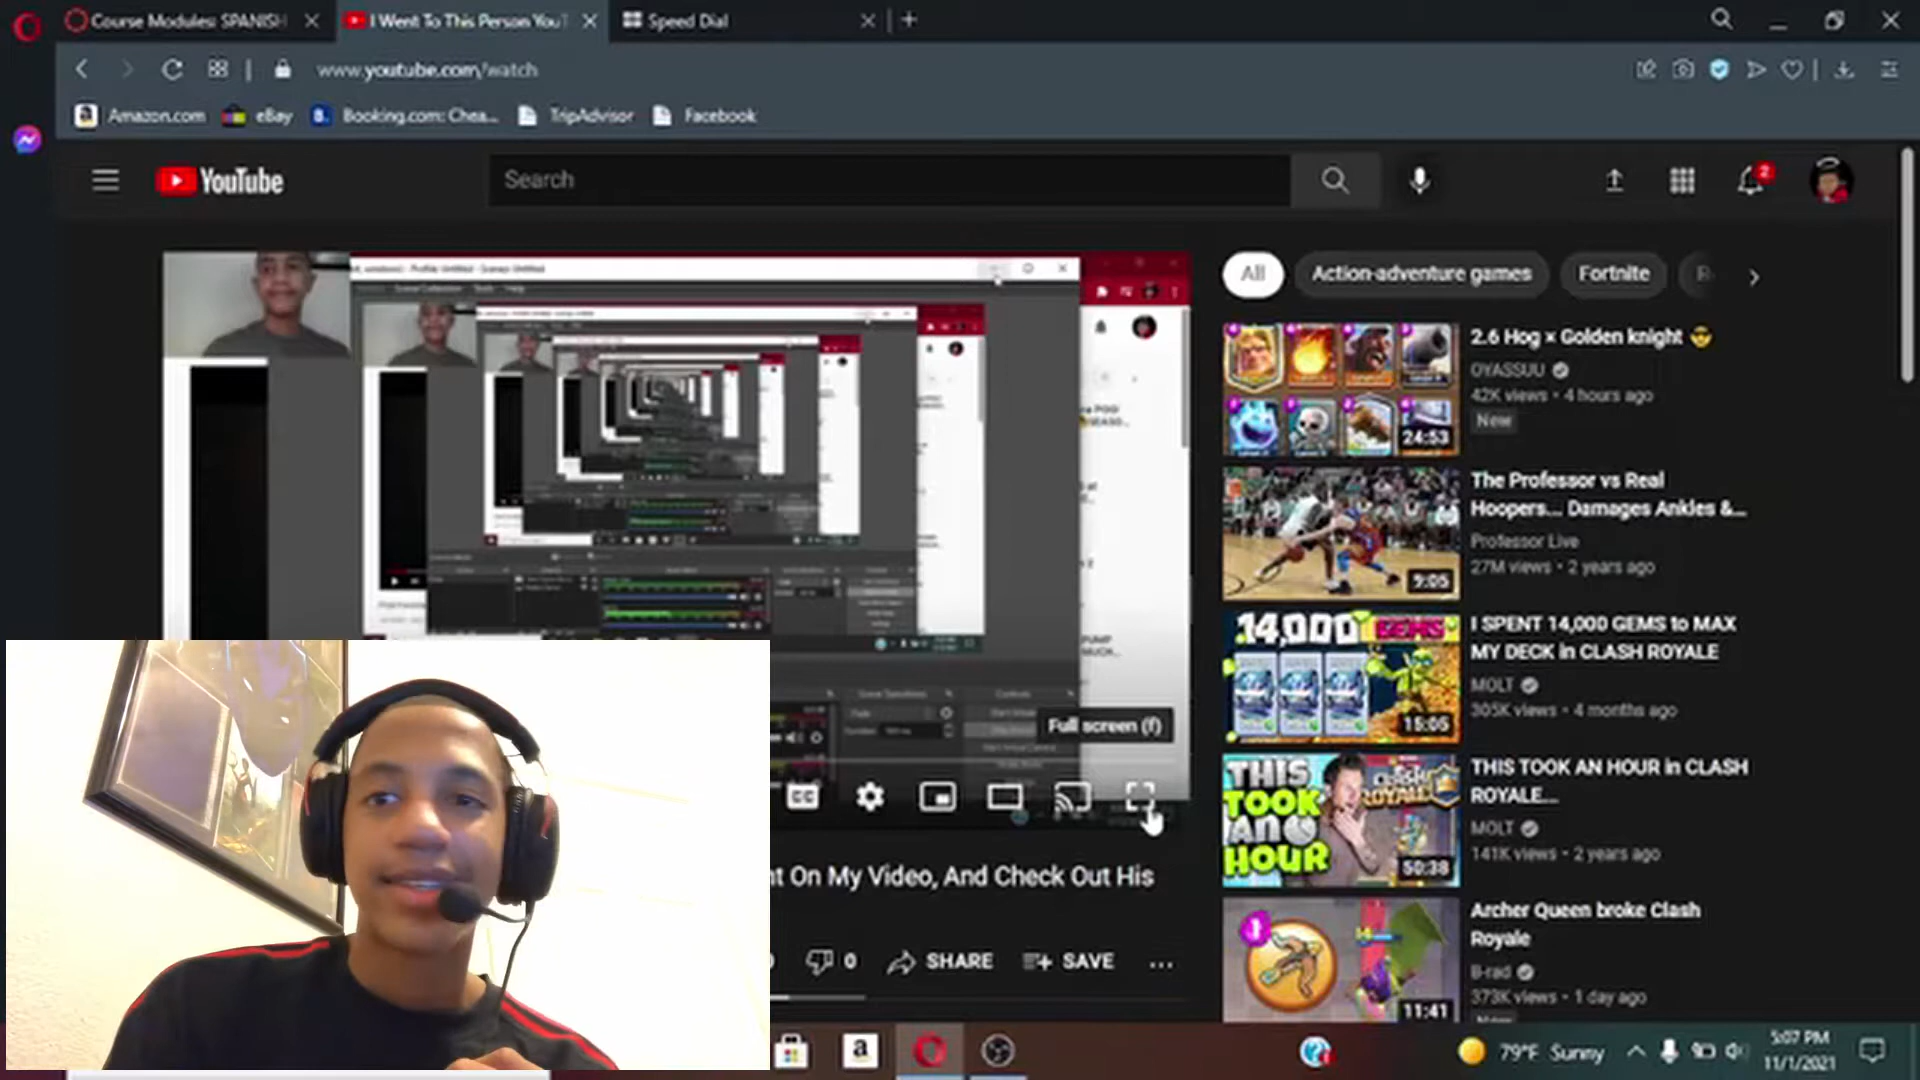 Course Modules: SPANISH
I Went To This Person You T
Speed Dial
www.youtube.com/watch
Amazon.com
eBay
Booking.com: Chea...
TripAdvisor
Facebook
YouTube
Search
2
All
Action-adventure games
Fortnite
2.6 Hog × Golden knight 😎
OYASSUU
42K views • 4 hours ago
New
24:53
The Professor vs Real
Hoopers... Damages Ankles &...
Professor Live
27M views • 2 years ago
9:05
14,000 GEMS
I SPENT 14,000 GEMS to MAX
MY DECK in CLASH ROYALE
MOLT
305K views • 4 months ago
15:05
THIS
TOOK
AN
HOUR
CLASH
ROYALE
THIS TOOK AN HOUR in CLASH
ROYALE...
MOLT
141K views • 2 years ago
50:38
Archer Queen broke Clash
Royale
B-rad
373K views • 1 day ago
11:41
Full screen (f)
CC
t On My Video, And Check Out His
0
SHARE
SAVE
...
79°F Sunny
5:07 PM
11/1/2021